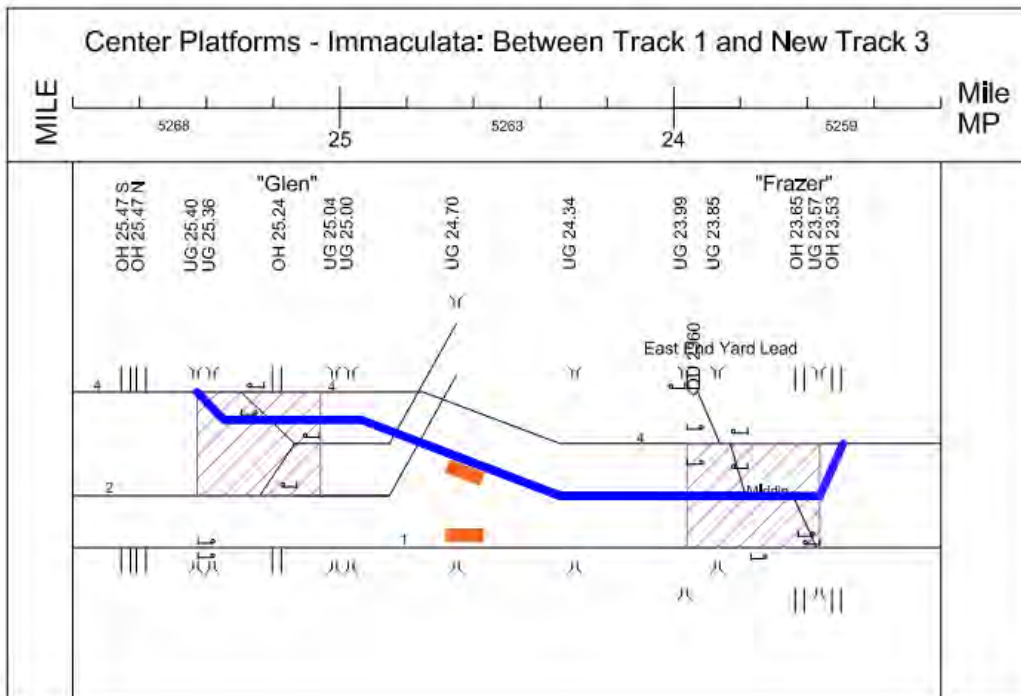 Center Platforms - Immaculata: Between Track 1 and New Track 3
MILE
Mile
MP
5268
25
5263
24
5259
"Glen"
"Frazer"
OH 25.47 S
OH 25.47 N
UG 25.40
UG 25.36
OH 25.24
UG 25.04
UG 25.00
UG 24.70
UG 24.34
UG 23.99
UG 23.85
OH 23.65
UG 23.57
OH 23.53
East End Yard Lead
4
4
4
2
1